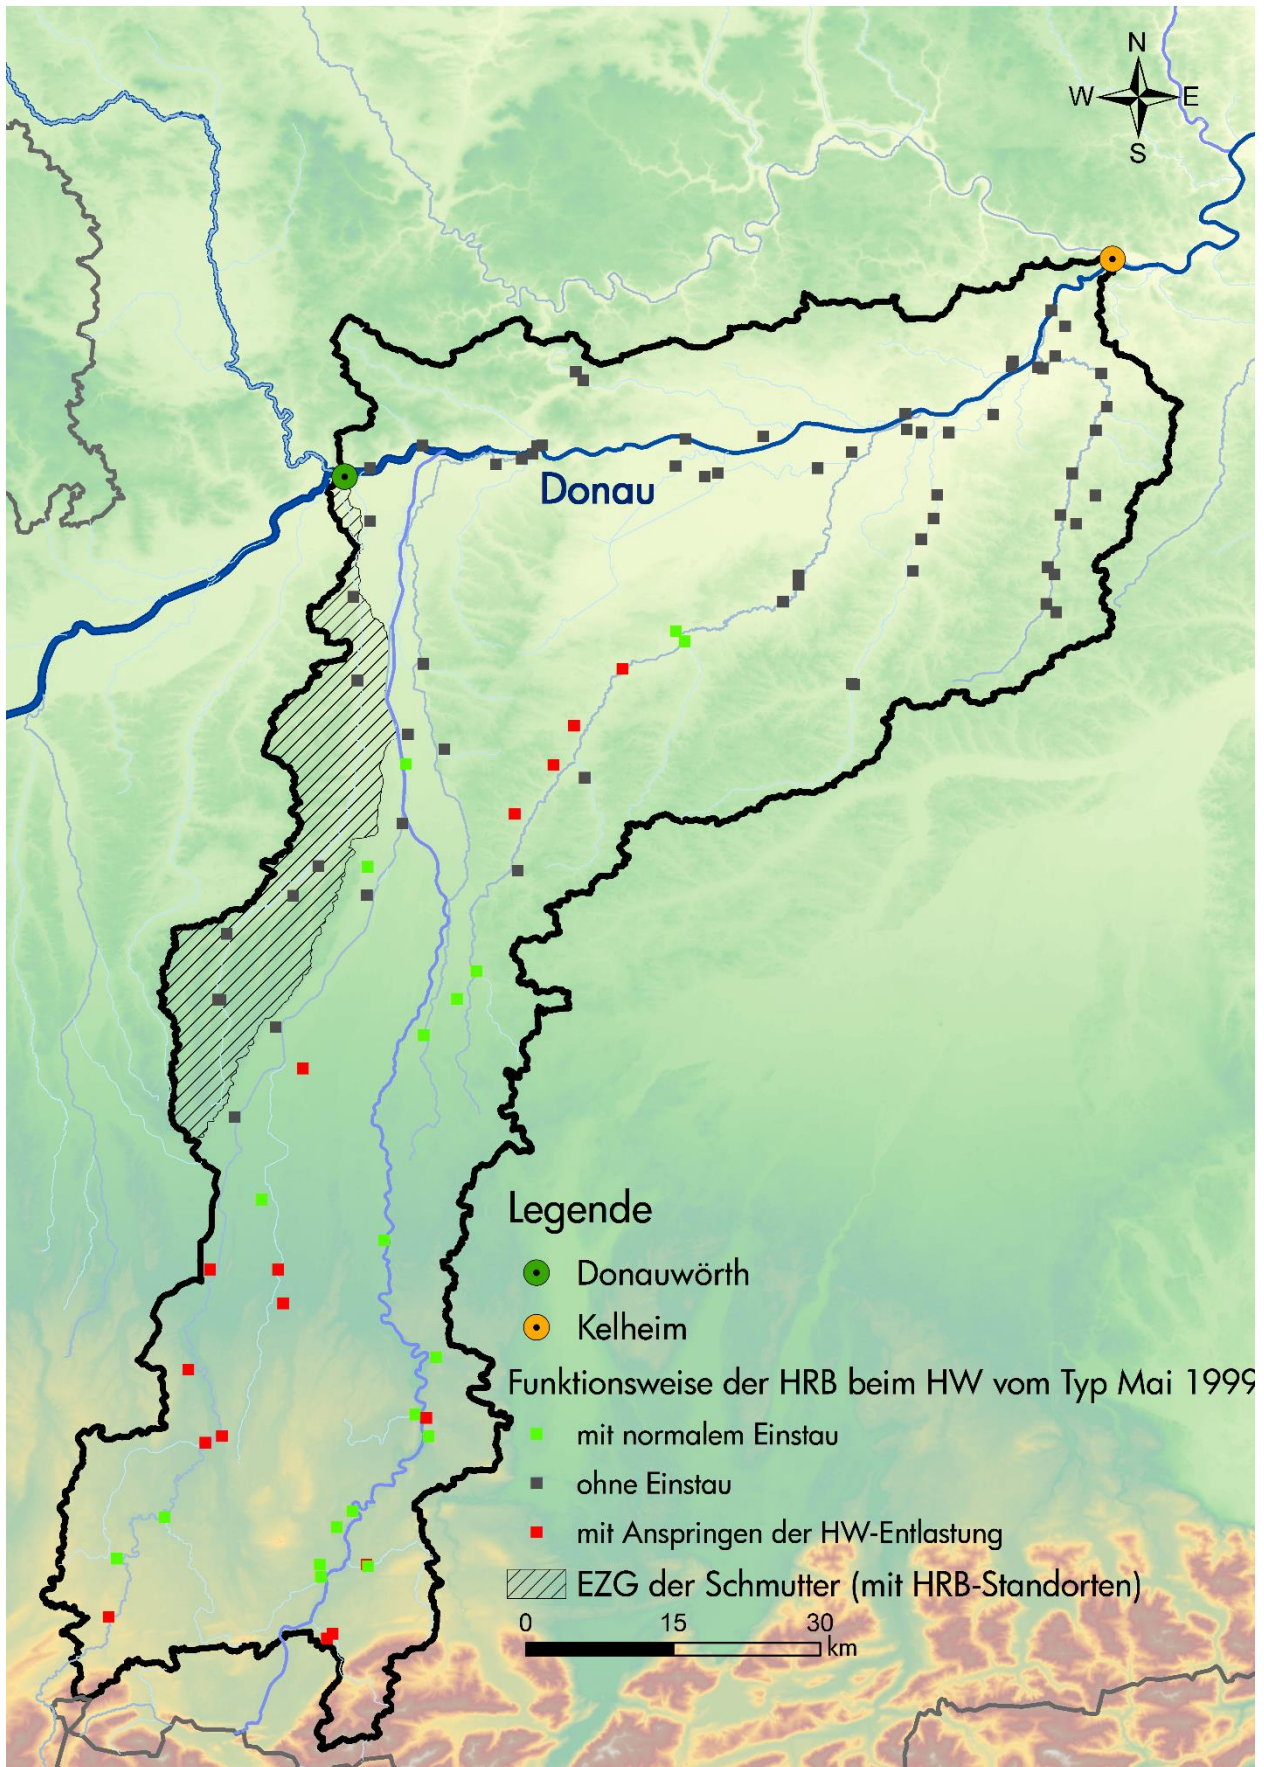 N
W E
S
Donau
Legende
Donauwörth
Kelheim
Funktionsweise der HRB beim HW vom Typ Mai 1999
mit normalem Einstau
ohne Einstau
mit Anspringen der HW-Entlastung
EZG der Schmutter (mit HRB-Standorten)
0 15 30
km